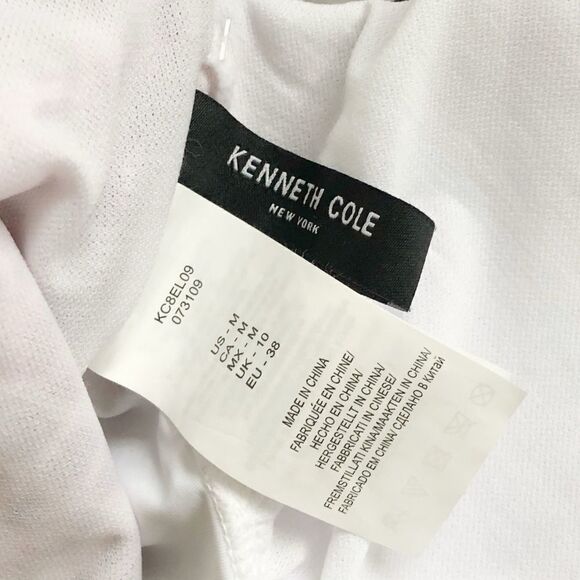 KENNETH COLE
NEW YORK
KC8EL09
073109
US - M
CA - M
MX - M
UK - 10
EU - 38
MADE IN CHINA
FABRIQUÉE EN CHINE/
HECHO EN CHINA/
HERGESTELLT IN CHINA/
FABBRICATI IN CINESE/
FREMSTILLATI KINA/MAAKTEN IN CHINA/
FABRICADO EM CHINA/ СДЕЛАНО В Китай